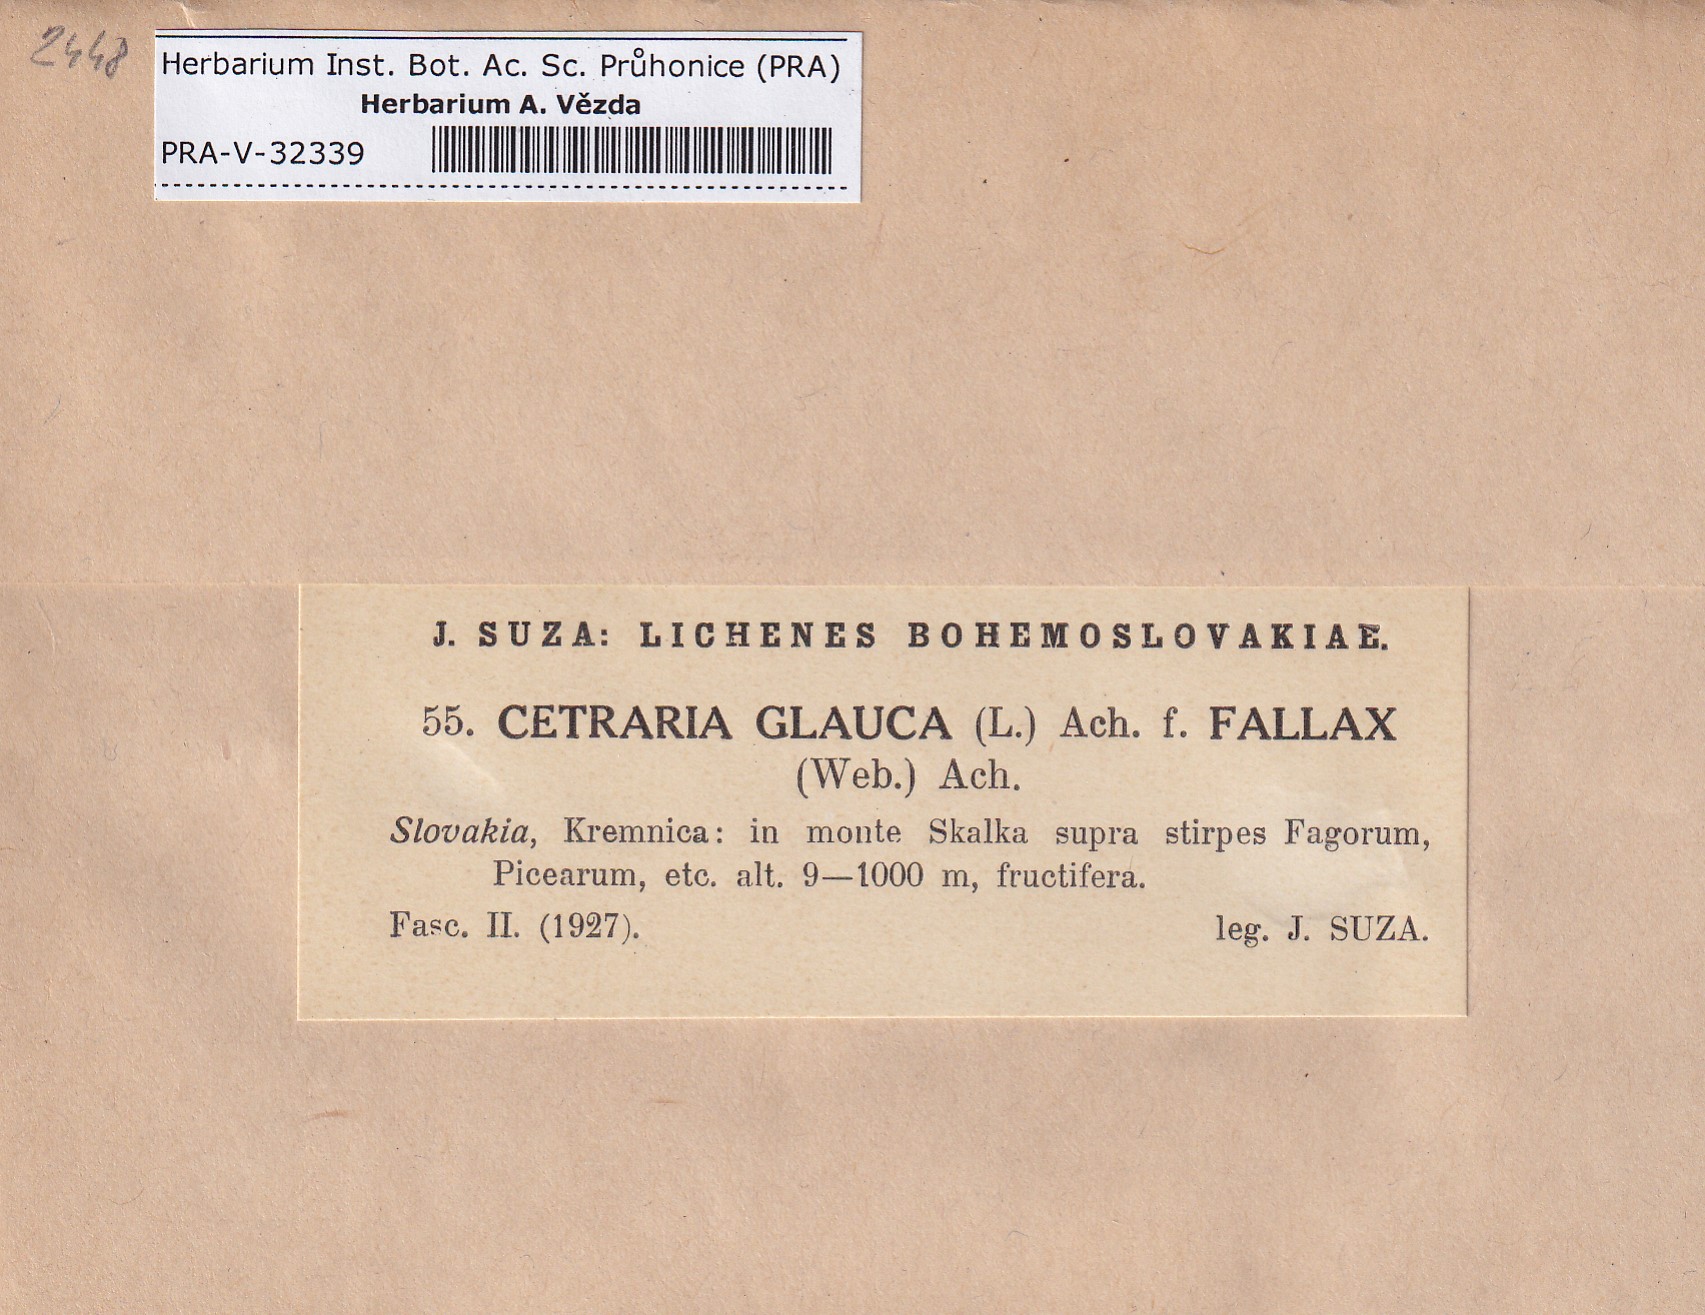 2448
Herbarium Inst. Bot. Ac. Sc. Průhonice (PRA)
Herbarium A. Vězda
PRA-V-32339
J. SUZA: LICHENES BOHEMOSLOVAKIAE.
55. CETRARIA GLAUCA (L.) Ach. f. FALLAX
(Web.) Ach.
Slovakia, Kremnica: in monte Skalka supra stirpes Fagorum,
Picearum, etc. alt. 9—1000 m, fructifera.
Fasc. II. (1927). leg. J. SUZA.